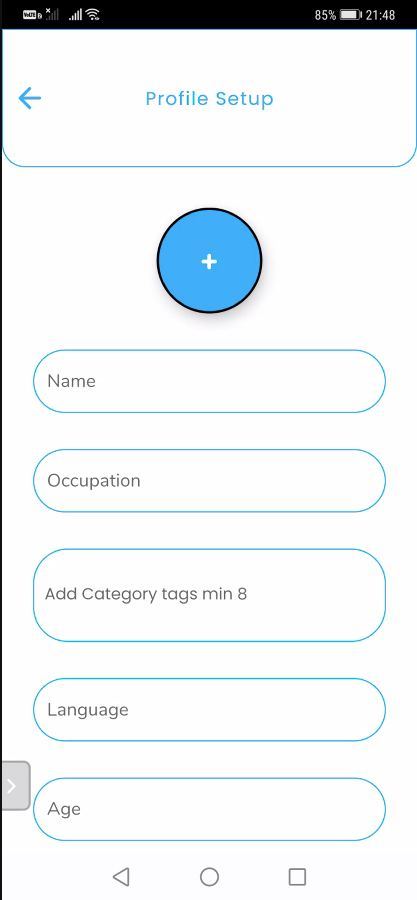 85% 21:48
Profile Setup
+
Name
Occupation
Add Category tags min 8
Language
Age